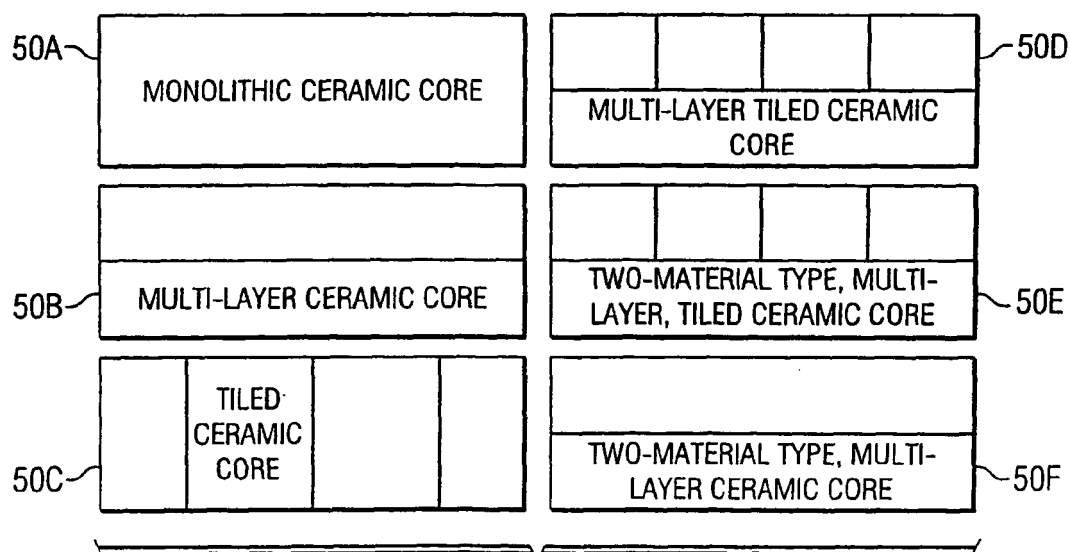 50A
MONOLITHIC CERAMIC CORE
50B
MULTI-LAYER CERAMIC CORE
50C
TILED
CERAMIC
CORE
50D
MULTI-LAYER TILED CERAMIC
CORE
50E
TWO-MATERIAL TYPE, MULTI-
LAYER, TILED CERAMIC CORE
50F
TWO-MATERIAL TYPE, MULTI-
LAYER CERAMIC CORE